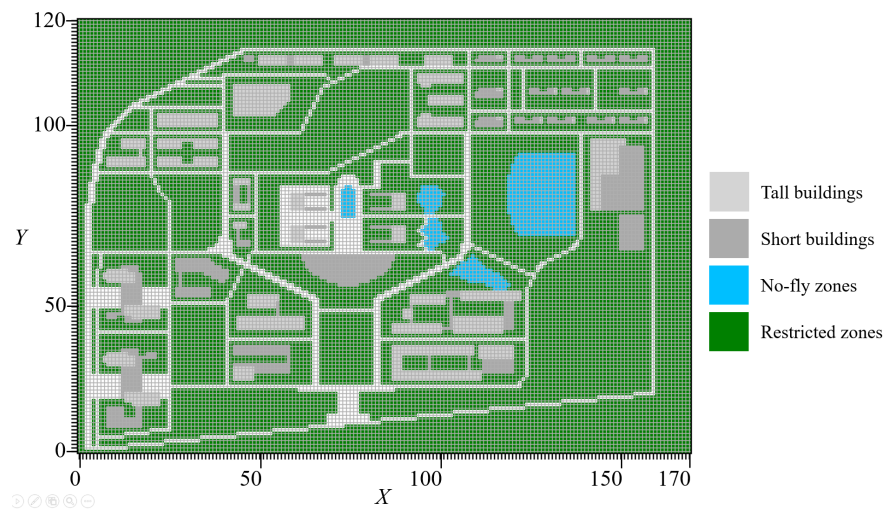 120
100
Y
50
0
0
50
100
150
170
X
Tall buildings
Short buildings
No-fly zones
Restricted zones